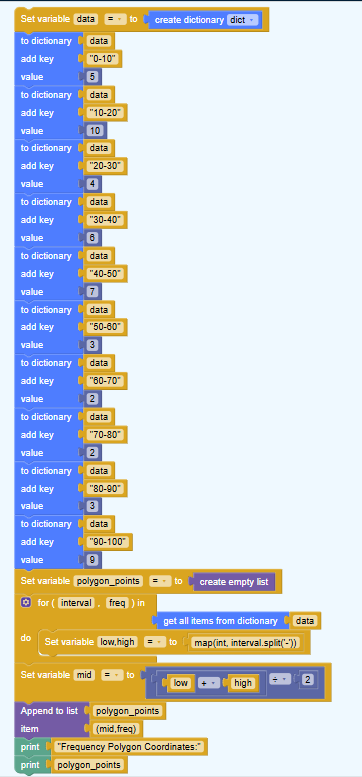 Set variable data = to create dictionary dict
to dictionary data
add key "0-10"
value 5
to dictionary data
add key "10-20"
value 10
to dictionary data
add key "20-30"
value 4
to dictionary data
add key "30-40"
value 6
to dictionary data
add key "40-50"
value 7
to dictionary data
add key "50-60"
value 3
to dictionary data
add key "60-70"
value 2
to dictionary data
add key "70-80"
value 2
to dictionary data
add key "80-90"
value 3
to dictionary data
add key "90-100"
value 9
Set variable polygon_points = to create empty list
for ( interval , freq ) in
get all items from dictionary data
do Set variable low,high = to map(int, interval.split('-'))
Set variable mid = to low + high ÷ 2
Append to list polygon_points
item (mid,freq)
print "Frequency Polygon Coordinates:"
print polygon_points